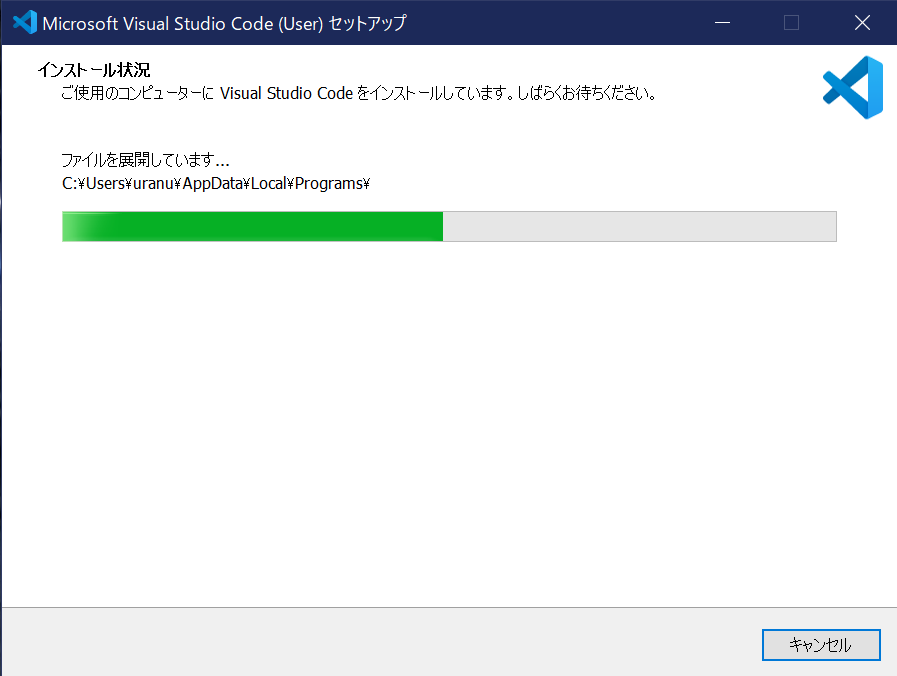 Microsoft Visual Studio Code (User) セットアップ
インストール状況
ご使用のコンピューターに Visual Studio Code をインストールしています。しばらくお待ちください。
ファイルを展開しています...
C:¥Users¥uranu¥AppData¥Local¥Programs¥
キャンセル